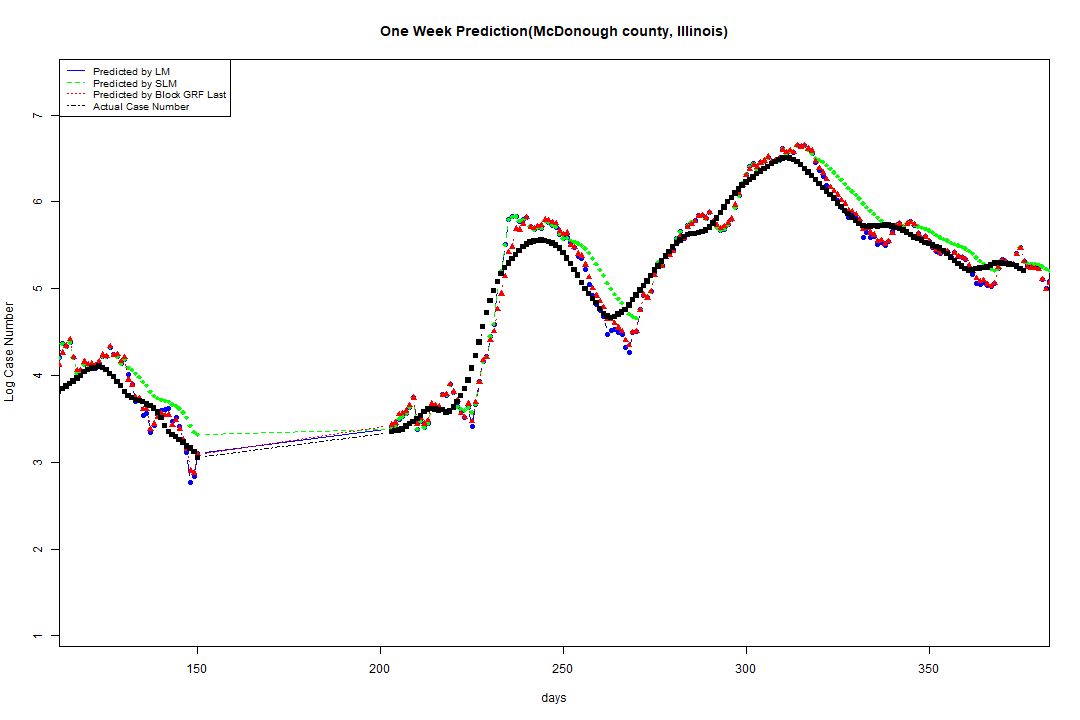 One Week Prediction(McDonough county, Illinois)
Predicted by LM
Predicted by SLM
Predicted by Block GRF Last
Actual Case Number
7
6
5
4
3
2
1
Log Case Number
150
200
250
300
350
days